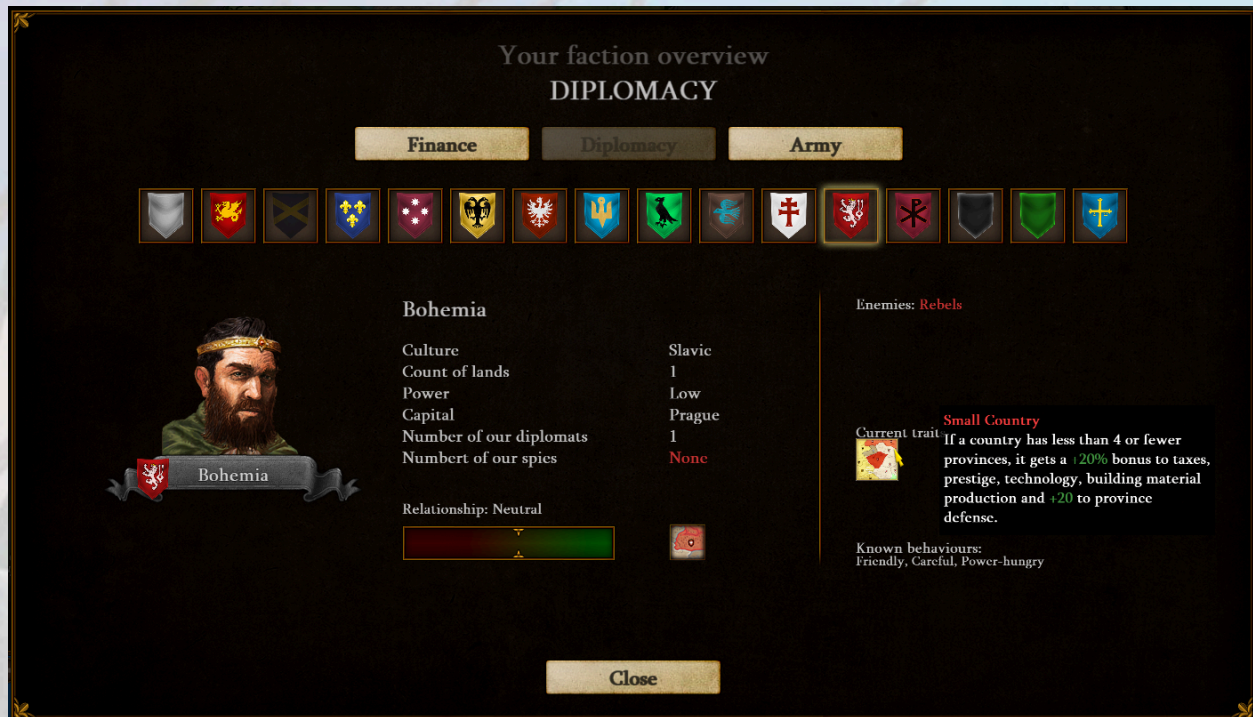 Your faction overview
DIPLOMACY
Finance
Diplomacy
Army
Bohemia
Bohemia
Culture Slavic
Count of lands 1
Power Low
Capital Prague
Number of our diplomats 1
Numbert of our spies None
Relationship: Neutral
Enemies: Rebels
Current trait
Small Country
If a country has less than 4 or fewer
provinces, it gets a +20% bonus to taxes,
prestige, technology, building material
production and +20 to province
defense.
Known behaviours:
Friendly, Careful, Power-hungry
Close